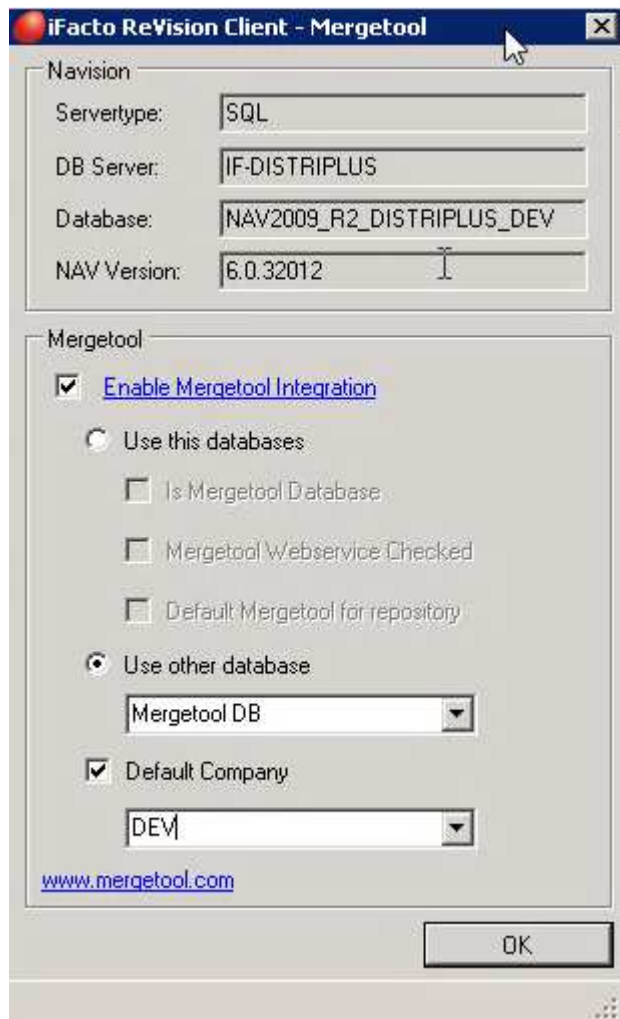 iFacto ReVision Client - Mergetool
Navision
Servertype: SQL
DB Server: IF-DISTRIPLUS
Database: NAV2009_R2_DISTRIPLUS_DEV
NAV Version: 6.0.32012
Mergetool
Enable Mergetool Integration
Use this databases
Is Mergetool Database
Mergetool Webservice Checked
Default Mergetool for repository
Use other database
Mergetool DB
Default Company
DEV
www.mergetool.com
OK